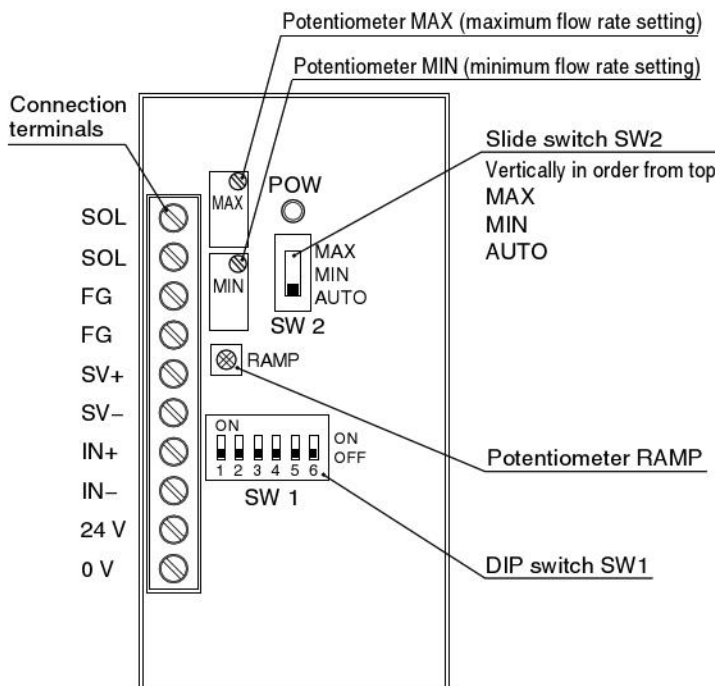 Potentiometer MAX (maximum flow rate setting)
Potentiometer MIN (minimum flow rate setting)
Connection
terminals
Slide switch SW2
Vertically in order from top
MAX
MIN
AUTO
POW
MAX
MIN
MAX
MIN
AUTO
SW 2
RAMP
SOL
SOL
FG
FG
SV+
SV–
IN+
IN–
24 V
0 V
ON
ON
OFF
1 2 3 4 5 6
SW 1
Potentiometer RAMP
DIP switch SW1